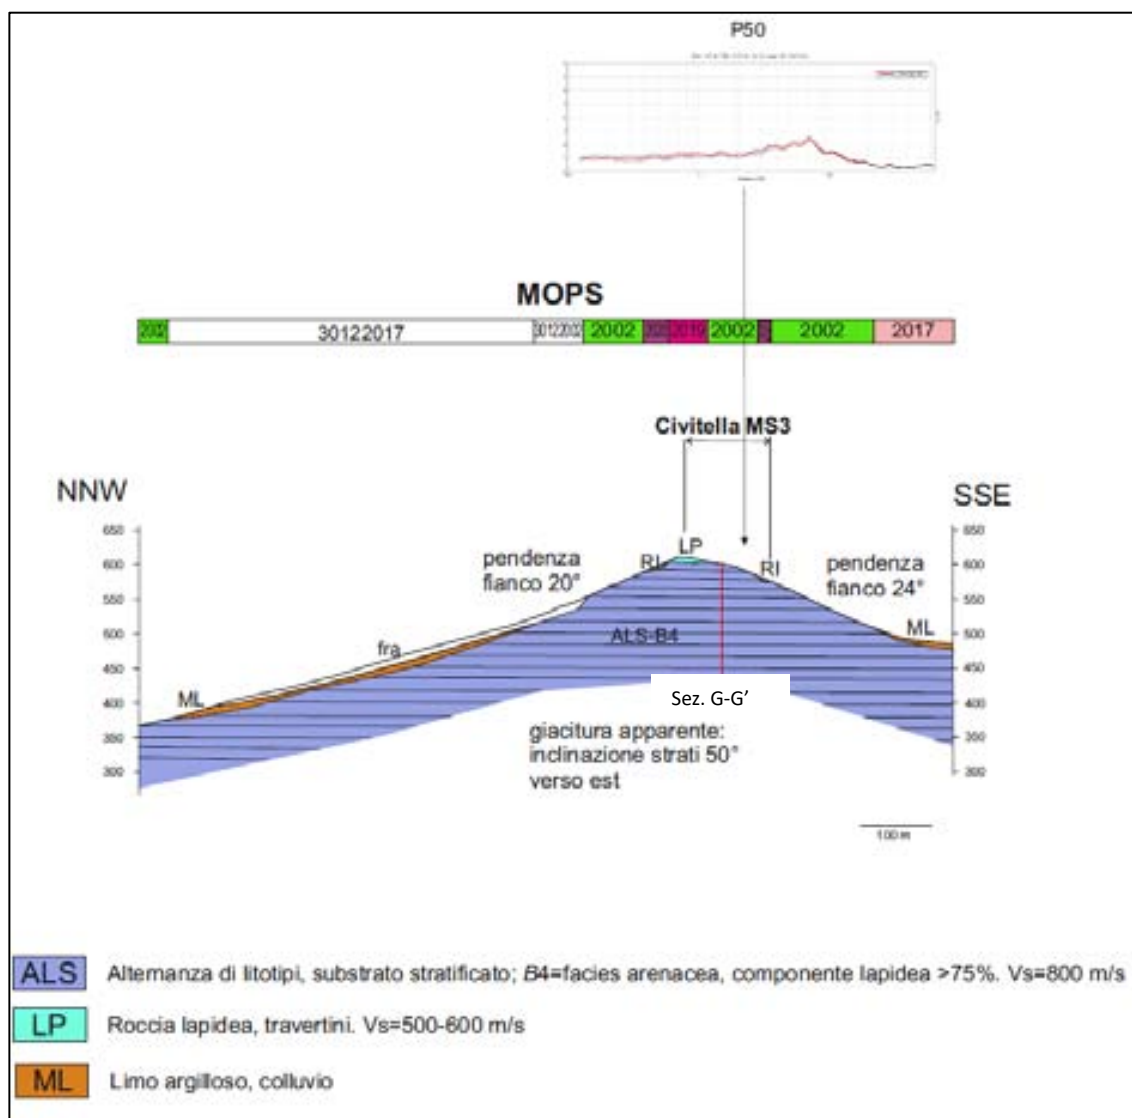 P50
MOPS
2002
30122017
30122002
2002
2019
2002
2002
2017
Civitella MS3
NNW
SSE
650
600
550
500
450
400
350
300
650
600
550
500
450
400
350
300
pendenza
fianco 20°
RI
LP
RI
pendenza
fianco 24°
ML
fra
ALS-B4
ML
Sez. G-G’
giacitura apparente:
inclinazione strati 50°
verso est
100 m
ALS Alternanza di litotipi, substrato stratificato; B4=facies arenacea, componente lapidea >75%. Vs=800 m/s
LP Roccia lapidea, travertini. Vs=500-600 m/s
ML Limo argilloso, colluvio